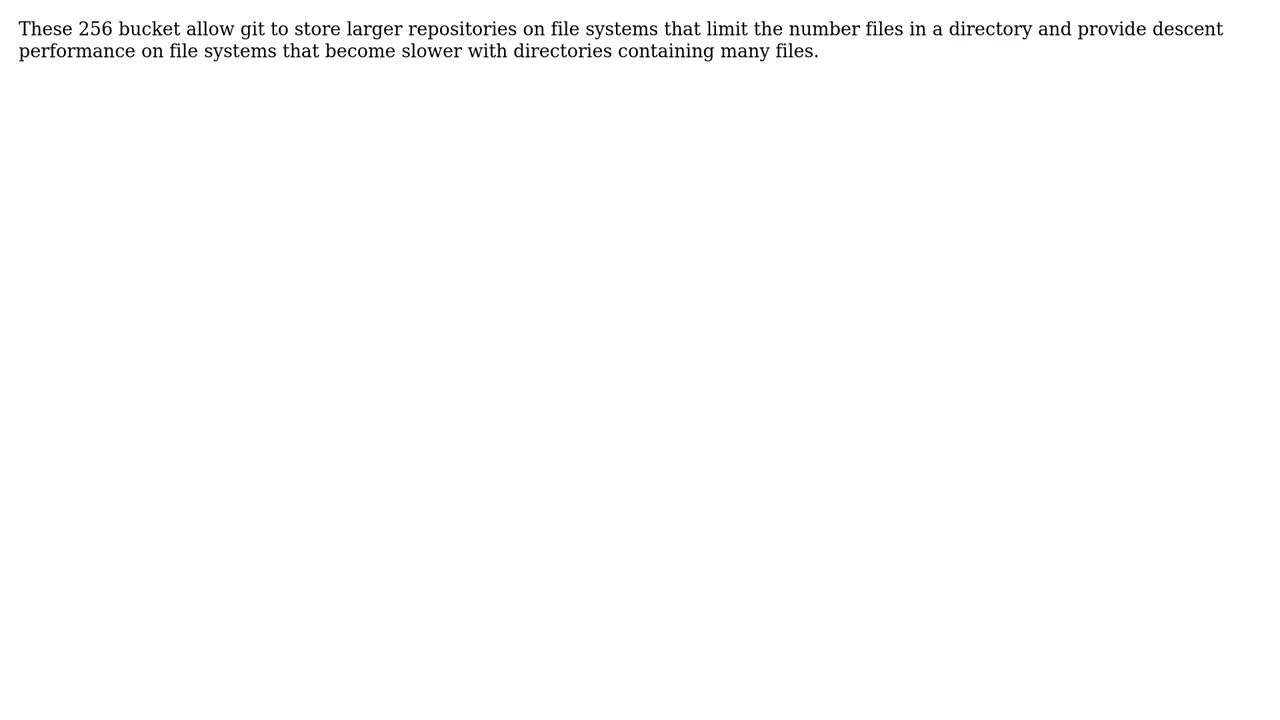 These 256 bucket allow git to store larger repositories on file systems that limit the number files in a directory and provide descent
performance on file systems that become slower with directories containing many files.